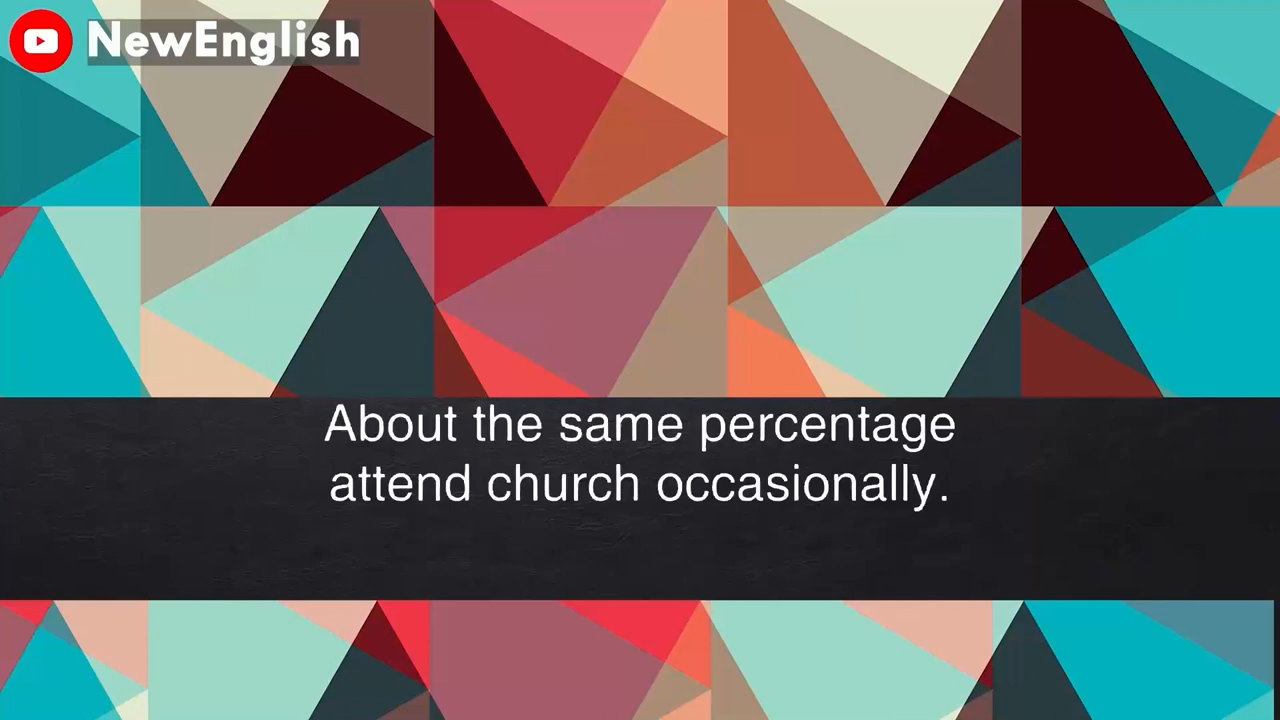 NewEnglish
About the same percentage
attend church occasionally.